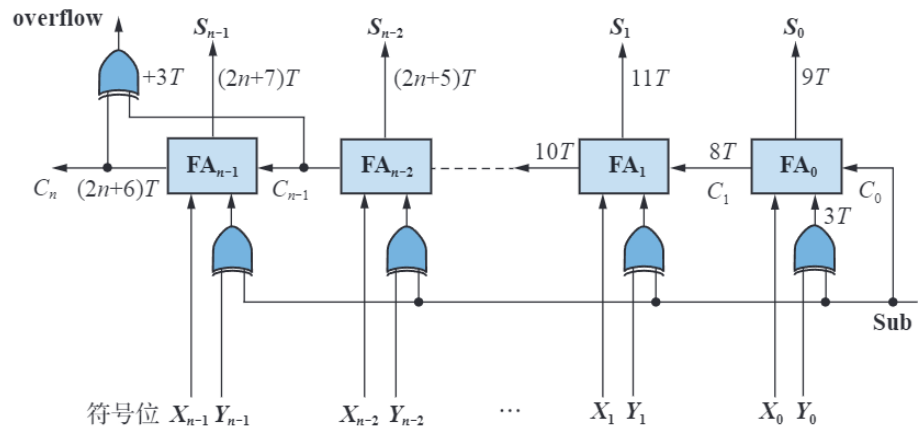 overflow
Sₙ₋₁ Sₙ₋₂ S₁ S₀
+3T (2n+7)T (2n+5)T 11T 9T
FAₙ₋₁ FAₙ₋₂ 10T FA₁ 8T FA₀
Cₙ (2n+6)T Cₙ₋₁ C₁ C₀
3T
Sub
符号位 Xₙ₋₁ Yₙ₋₁ Xₙ₋₂ Yₙ₋₂ … X₁ Y₁ X₀ Y₀